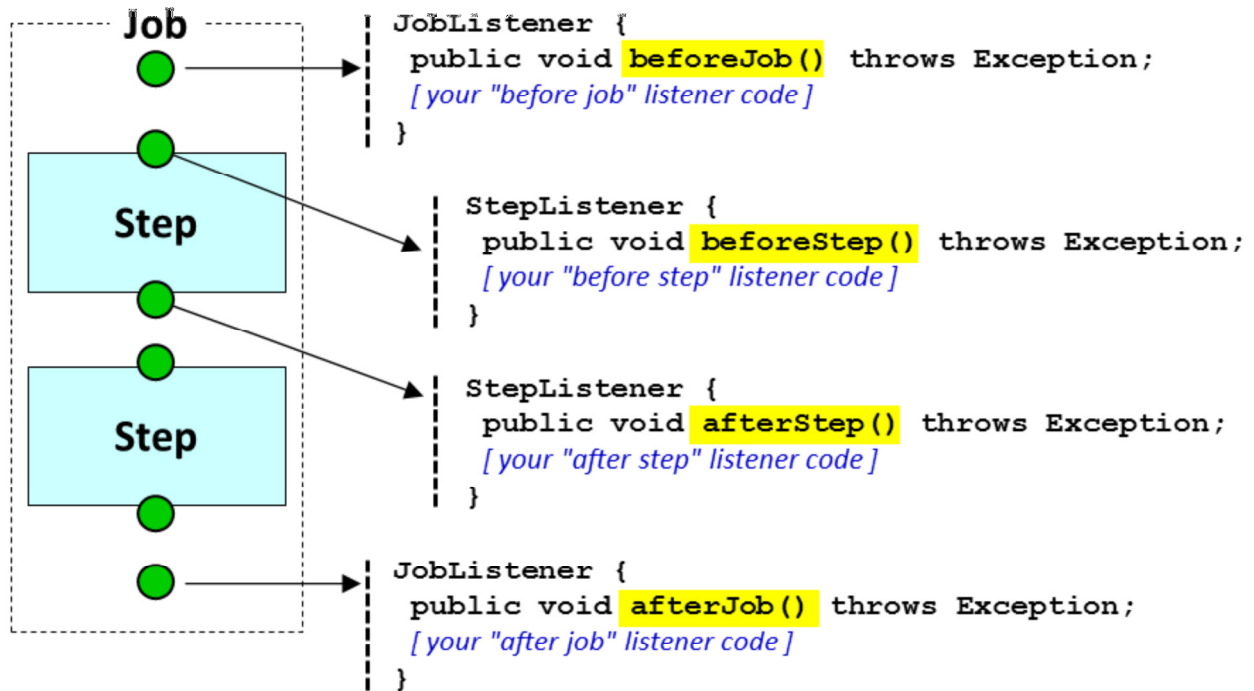 Job
JobListener {
public void beforeJob() throws Exception;
[ your "before job" listener code ]
}
Step
StepListener {
public void beforeStep() throws Exception;
[ your "before step" listener code ]
}
Step
StepListener {
public void afterStep() throws Exception;
[ your "after step" listener code ]
}
JobListener {
public void afterJob() throws Exception;
[ your "after job" listener code ]
}